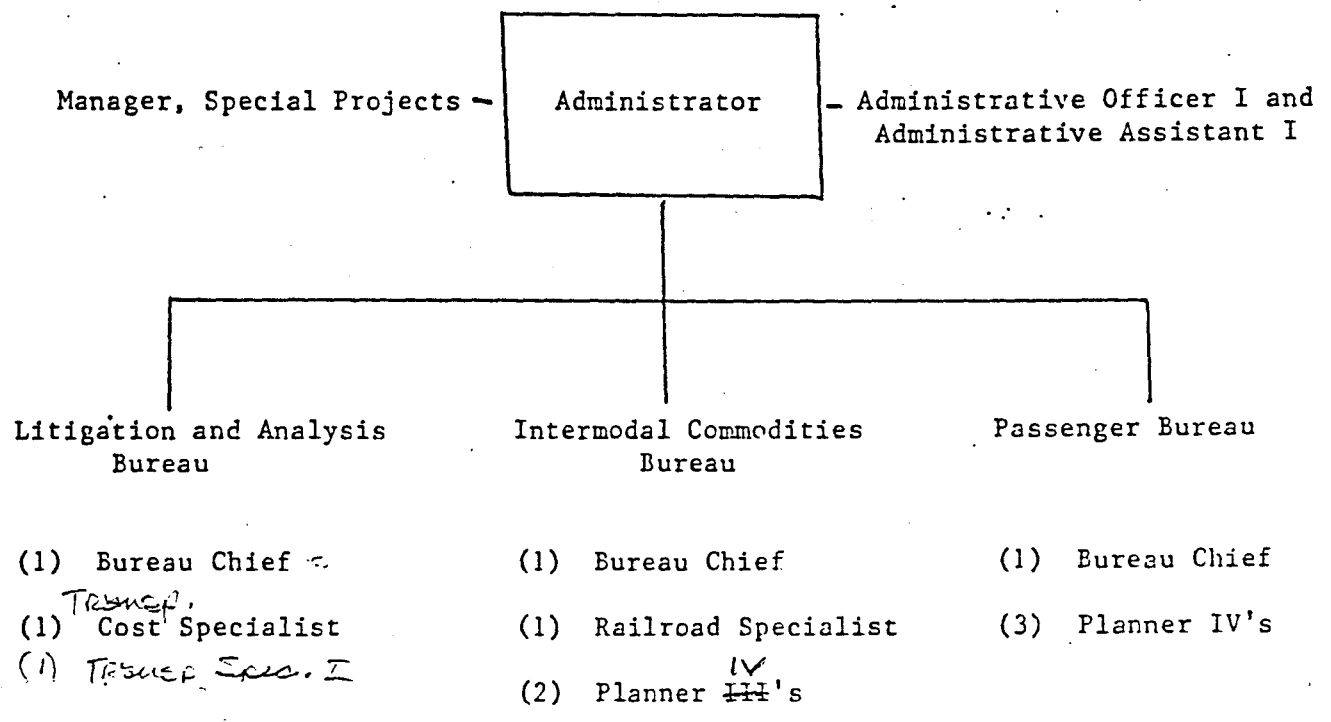 Manager, Special Projects -
Administrator
- Administrative Officer I and
Administrative Assistant I
Litigation and Analysis
Bureau
Intermodal Commodities
Bureau
Passenger Bureau
(1) Bureau Chief
(1) Cost Specialist
(1) Spec. I
(1) Bureau Chief
(1) Railroad Specialist
IV
(2) Planner III's
(1) Bureau Chief
(3) Planner IV's